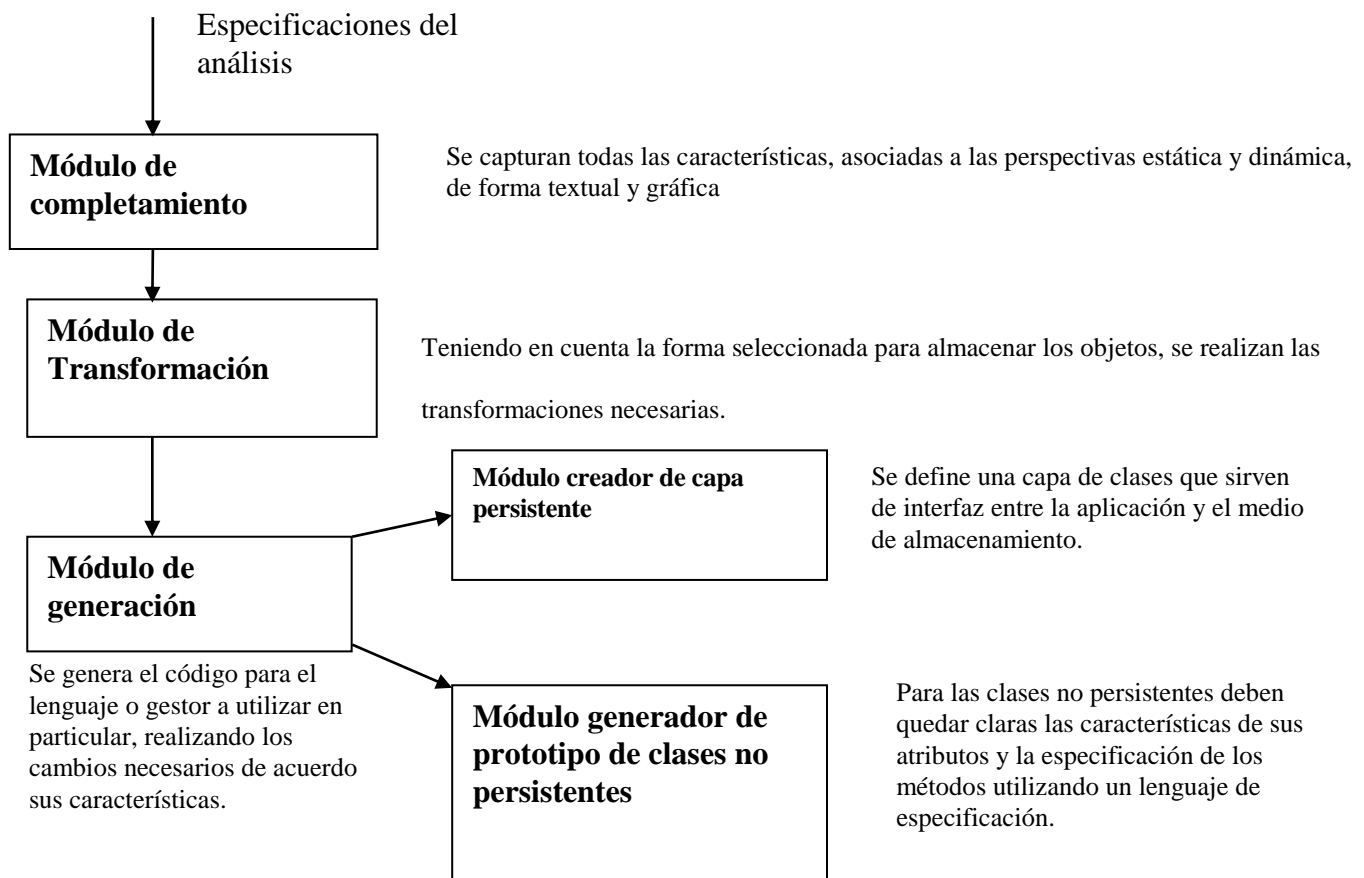 Especificaciones del
análisis
Módulo de
completamiento
Se capturan todas las características, asociadas a las perspectivas estática y dinámica,
de forma textual y gráfica
Módulo de
Transformación
Teniendo en cuenta la forma seleccionada para almacenar los objetos, se realizan las
transformaciones necesarias.
Módulo creador de capa
persistente
Se define una capa de clases que sirven
de interfaz entre la aplicación y el medio
de almacenamiento.
Módulo de
generación
Se genera el código para el
lenguaje o gestor a utilizar en
particular, realizando los
cambios necesarios de acuerdo
sus características.
Módulo generador de
prototipo de clases no
persistentes
Para las clases no persistentes deben
quedar claras las características de sus
atributos y la especificación de los
métodos utilizando un lenguaje de
especificación.